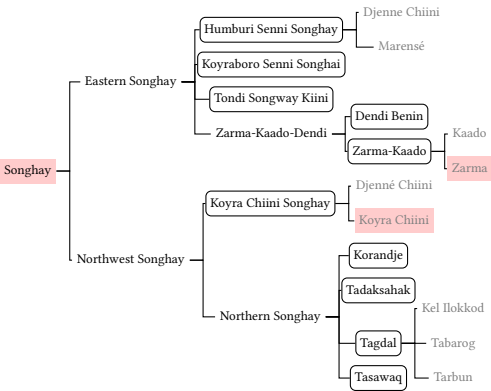 Djenne Chiini
Humburi Senni Songhay
Marensé
Koyraboro Senni Songhai
Eastern Songhay
Tondi Songway Kiini
Dendi Benin
Zarma-Kaado-Dendi
Kaado
Zarma-Kaado
Zarma
Songhay
Djenné Chiini
Koyra Chiini Songhay
Koyra Chiini
Northwest Songhay
Korandje
Tadaksahak
Northern Songhay
Kel Ilokkod
Tagdal
Tabarog
Tasawaq
Tarbun